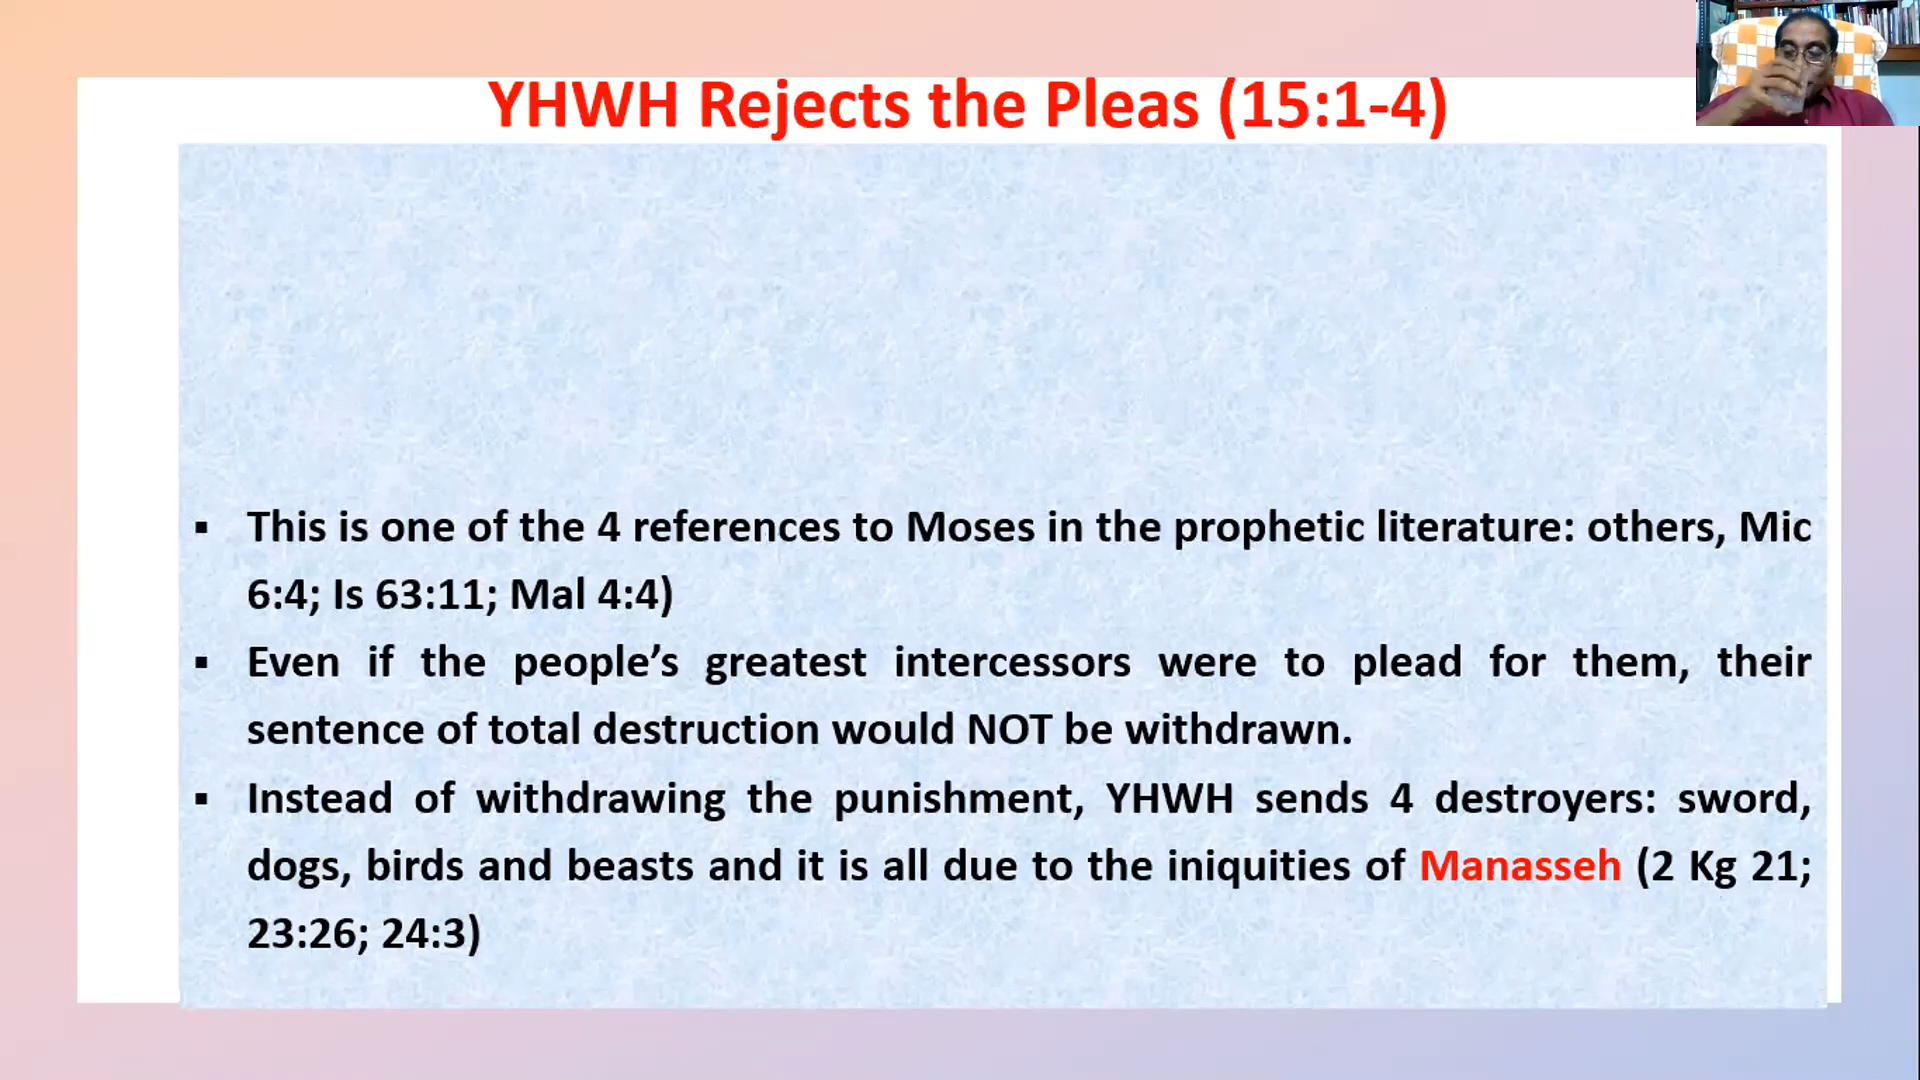 YHWH Rejects the Pleas (15:1-4)
▪ This is one of the 4 references to Moses in the prophetic literature: others, Mic
6:4; Is 63:11; Mal 4:4)
▪ Even if the people’s greatest intercessors were to plead for them, their
sentence of total destruction would NOT be withdrawn.
▪ Instead of withdrawing the punishment, YHWH sends 4 destroyers: sword,
dogs, birds and beasts and it is all due to the iniquities of Manasseh (2 Kg 21;
23:26; 24:3)